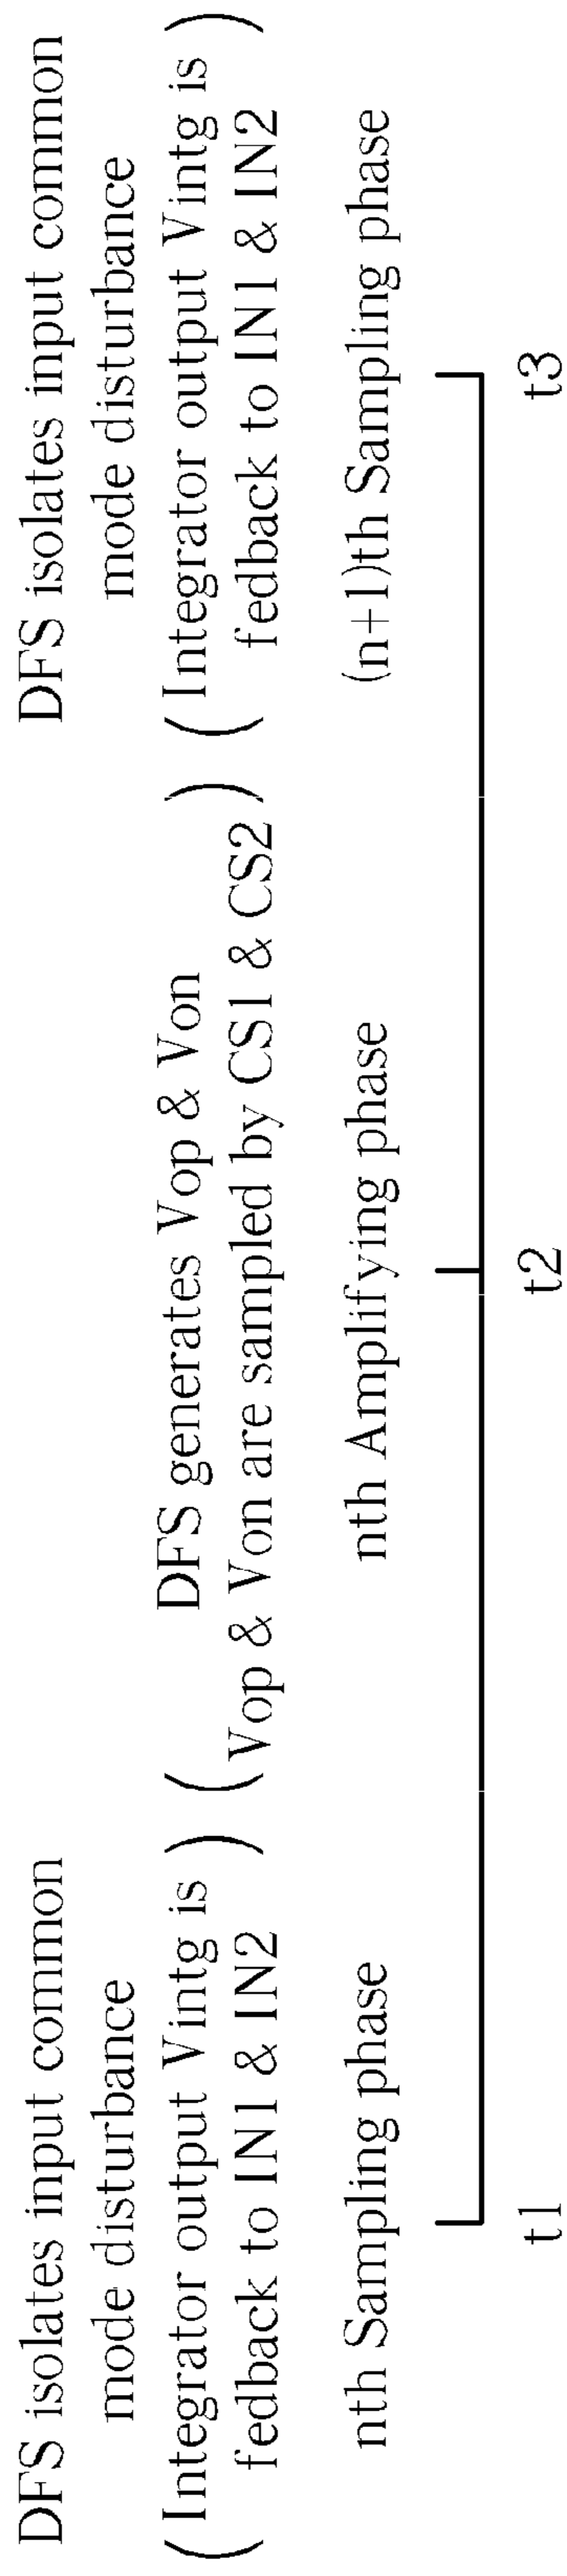 DFS isolates input common
mode disturbance
( Integrator output Vintg is )
fedback to IN1 & IN2
nth Sampling phase
t1
( DFS generates Vop & Von )
Vop & Von are sampled by CS1 & CS2
nth Amplifying phase
t2
DFS isolates input common
mode disturbance
( Integrator output Vintg is )
fedback to IN1 & IN2
(n+1)th Sampling phase
t3